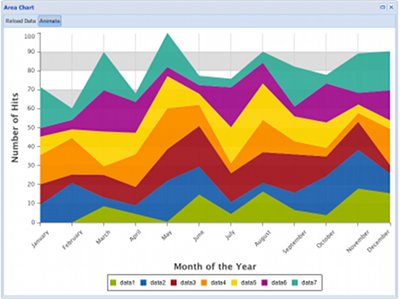 Area Chart
Reload Data Animate
100
90
80
70
60
50
40
30
20
10
0
Number of Hits
January February March April May June July August September October November December
Month of the Year
data1 data2 data3 data4 data5 data6 data7